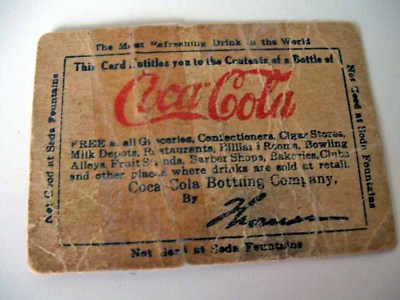 The Most Refreshing Drink in the World
This Card Entitles you to the Contents of a Bottle of
Coca-Cola
FREE at all Groceries, Confectioners, Cigar Stores,
Milk Depots, Restaurants, Billiard Rooms, Bowling
Alleys, Fruit Stands, Barber Shops, Bakeries, Clubs
and other places where drinks are sold at retail.
Coca Cola Bottling Company,
By
Not Good at Soda Fountains
Not Good at Soda Fountains
Not Good at Soda Fountains